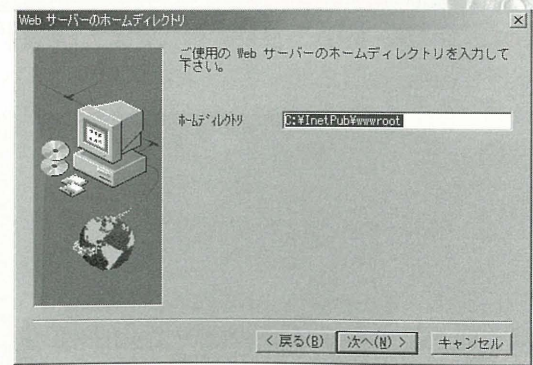 Web サーバーのホームディレクトリ
ご使用の Web サーバーのホームディレクトリを入力して
下さい。
ﾎｰﾑﾃﾞｨﾚｸﾄﾘ C:¥InetPub¥wwwroot
< 戻る(B) 次へ(N) > キャンセル